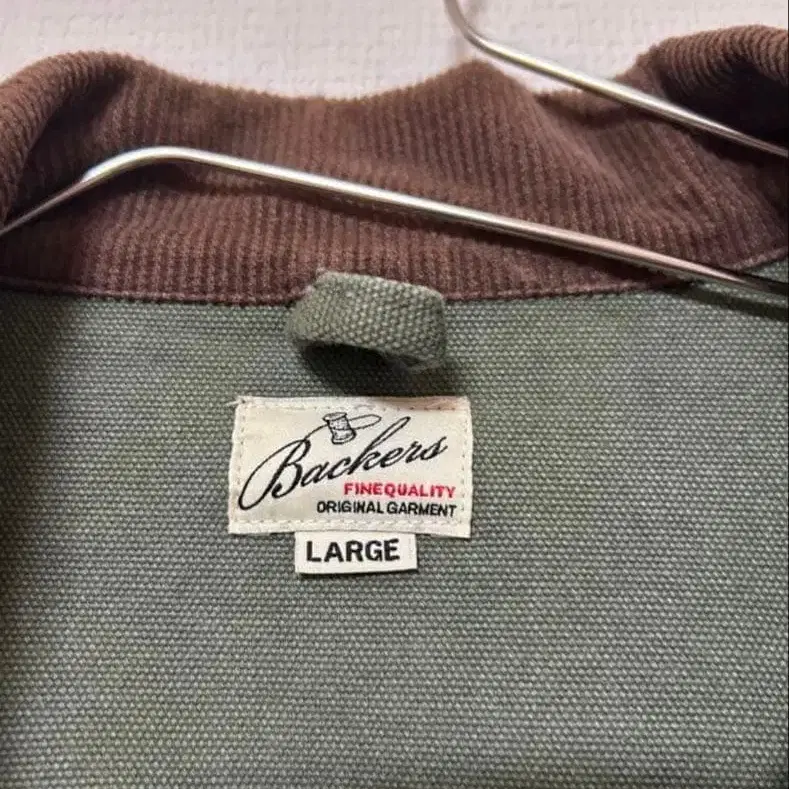 Backers
FINEQUALITY
ORIGINAL GARMENT
LARGE